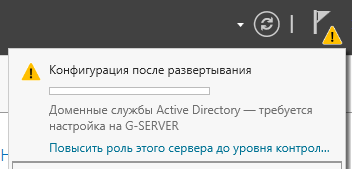 Конфигурация после развертывания
Доменные службы Active Directory — требуется
настройка на G-SERVER
Повысить роль этого сервера до уровня контрол...